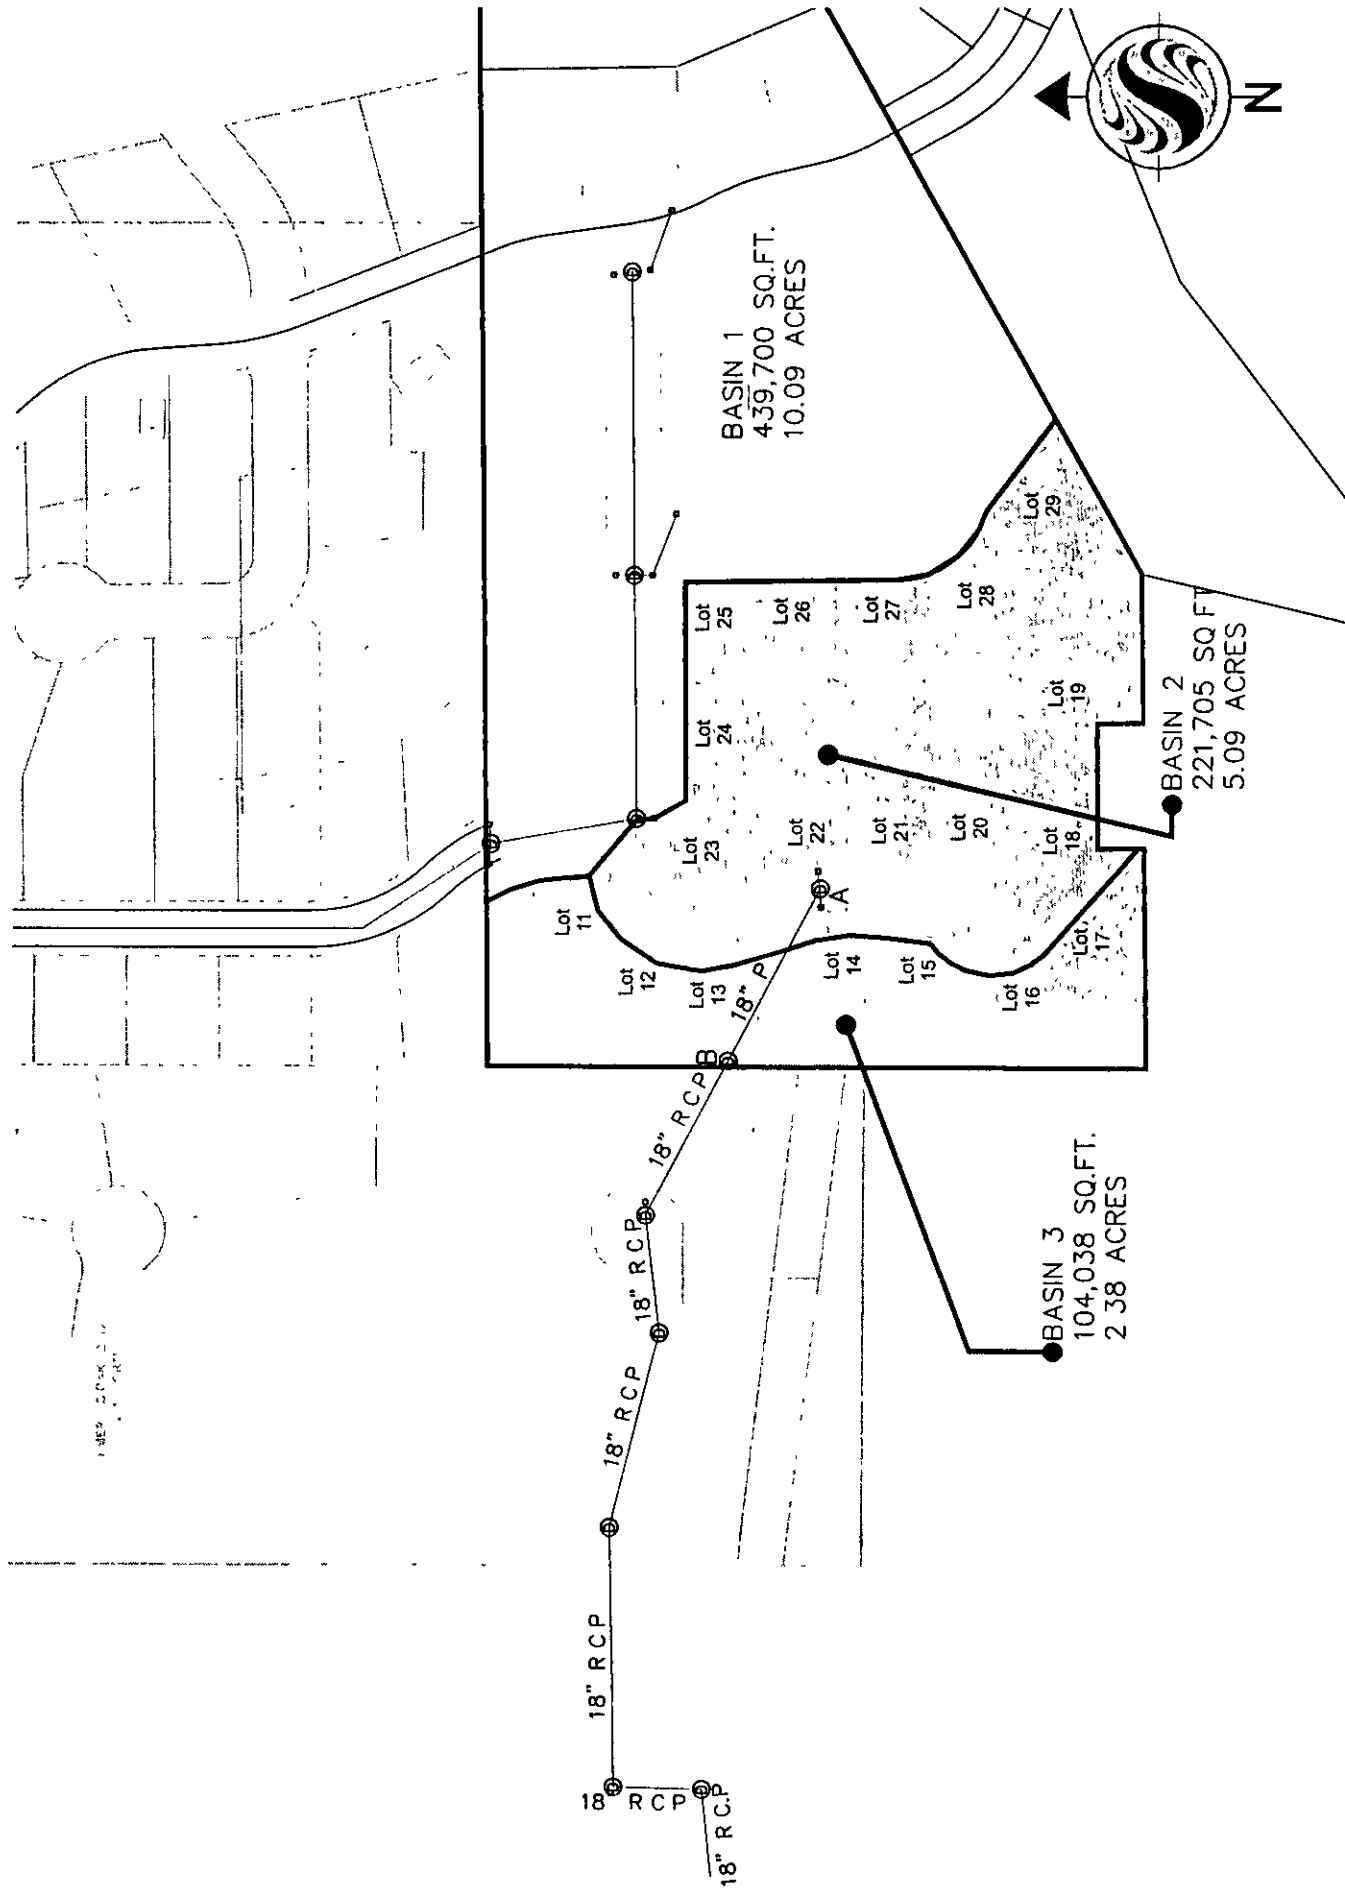 N
BASIN 1
439,700 SQ.FT.
10.09 ACRES
BASIN 2
221,705 SQ FT
5.09 ACRES
BASIN 3
104,038 SQ.FT.
2 38 ACRES
Lot
11
Lot
12
Lot
13
Lot
14
Lot
15
Lot
16
Lot,
17
Lot
18
Lot
19
Lot
20
Lot
21
Lot
22
Lot
23
Lot
24
Lot
25
Lot
26
Lot
27
Lot
28
Lot
29
A
B
18" P
18" RCP
18" RCP
18" RCP
18" RCP
18" RCP
18" RC.P